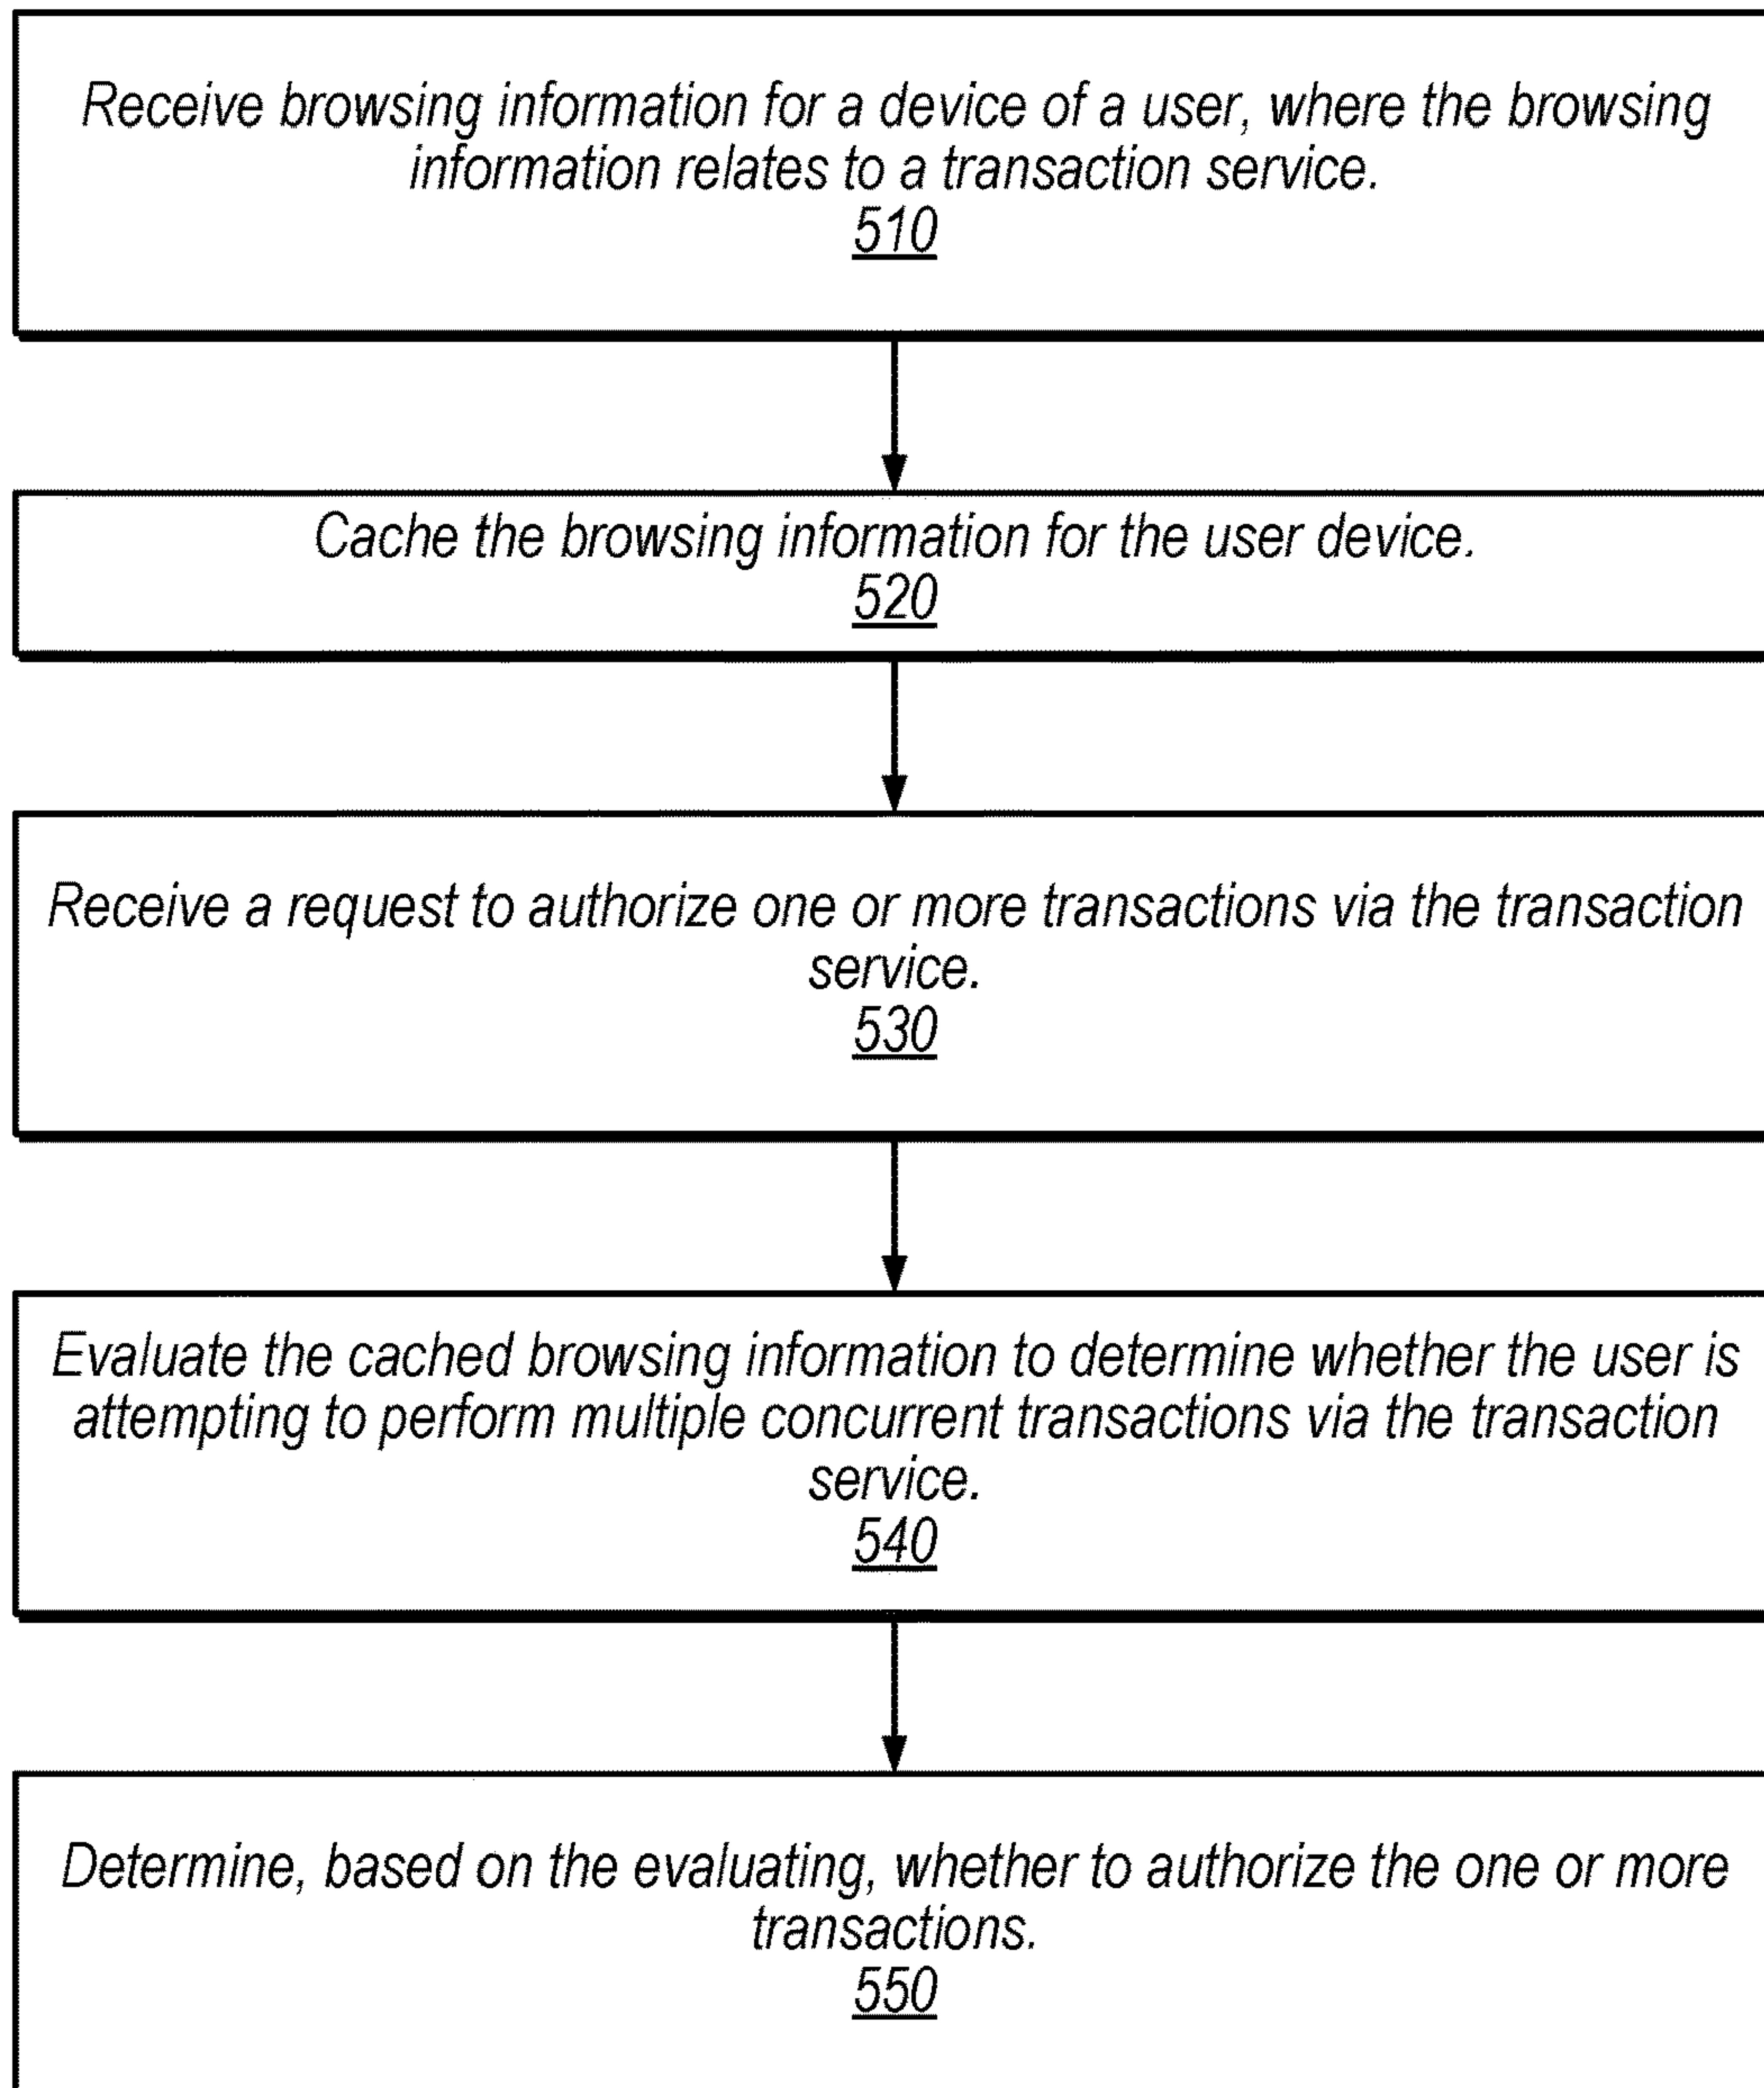 Receive browsing information for a device of a user, where the browsing
information relates to a transaction service.
510
Cache the browsing information for the user device.
520
Receive a request to authorize one or more transactions via the transaction
service.
530
Evaluate the cached browsing information to determine whether the user is
attempting to perform multiple concurrent transactions via the transaction
service.
540
Determine, based on the evaluating, whether to authorize the one or more
transactions.
550